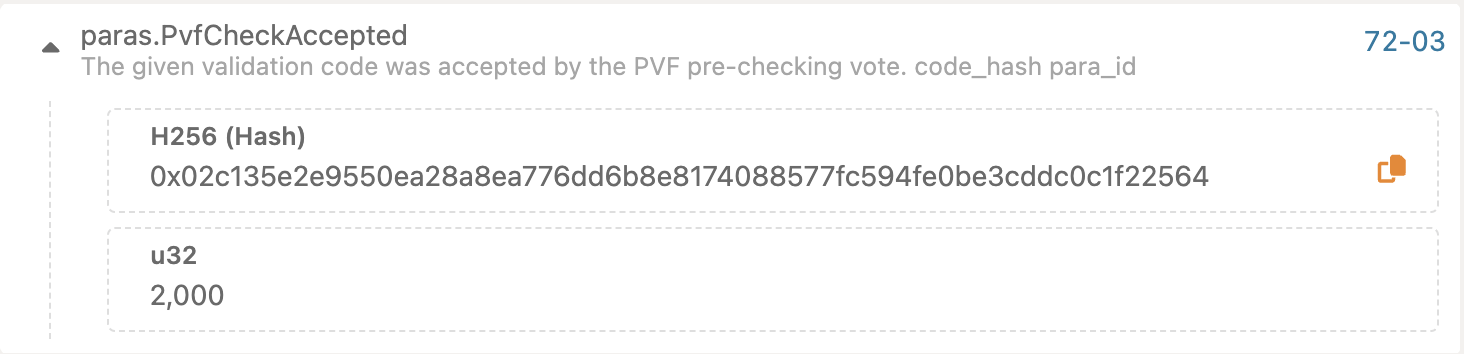 paras.PvfCheckAccepted
72-03
The given validation code was accepted by the PVF pre-checking vote. code_hash para_id
H256 (Hash)
0x02c135e2e9550ea28a8ea776dd6b8e8174088577fc594fe0be3cddc0c1f22564
u32
2,000